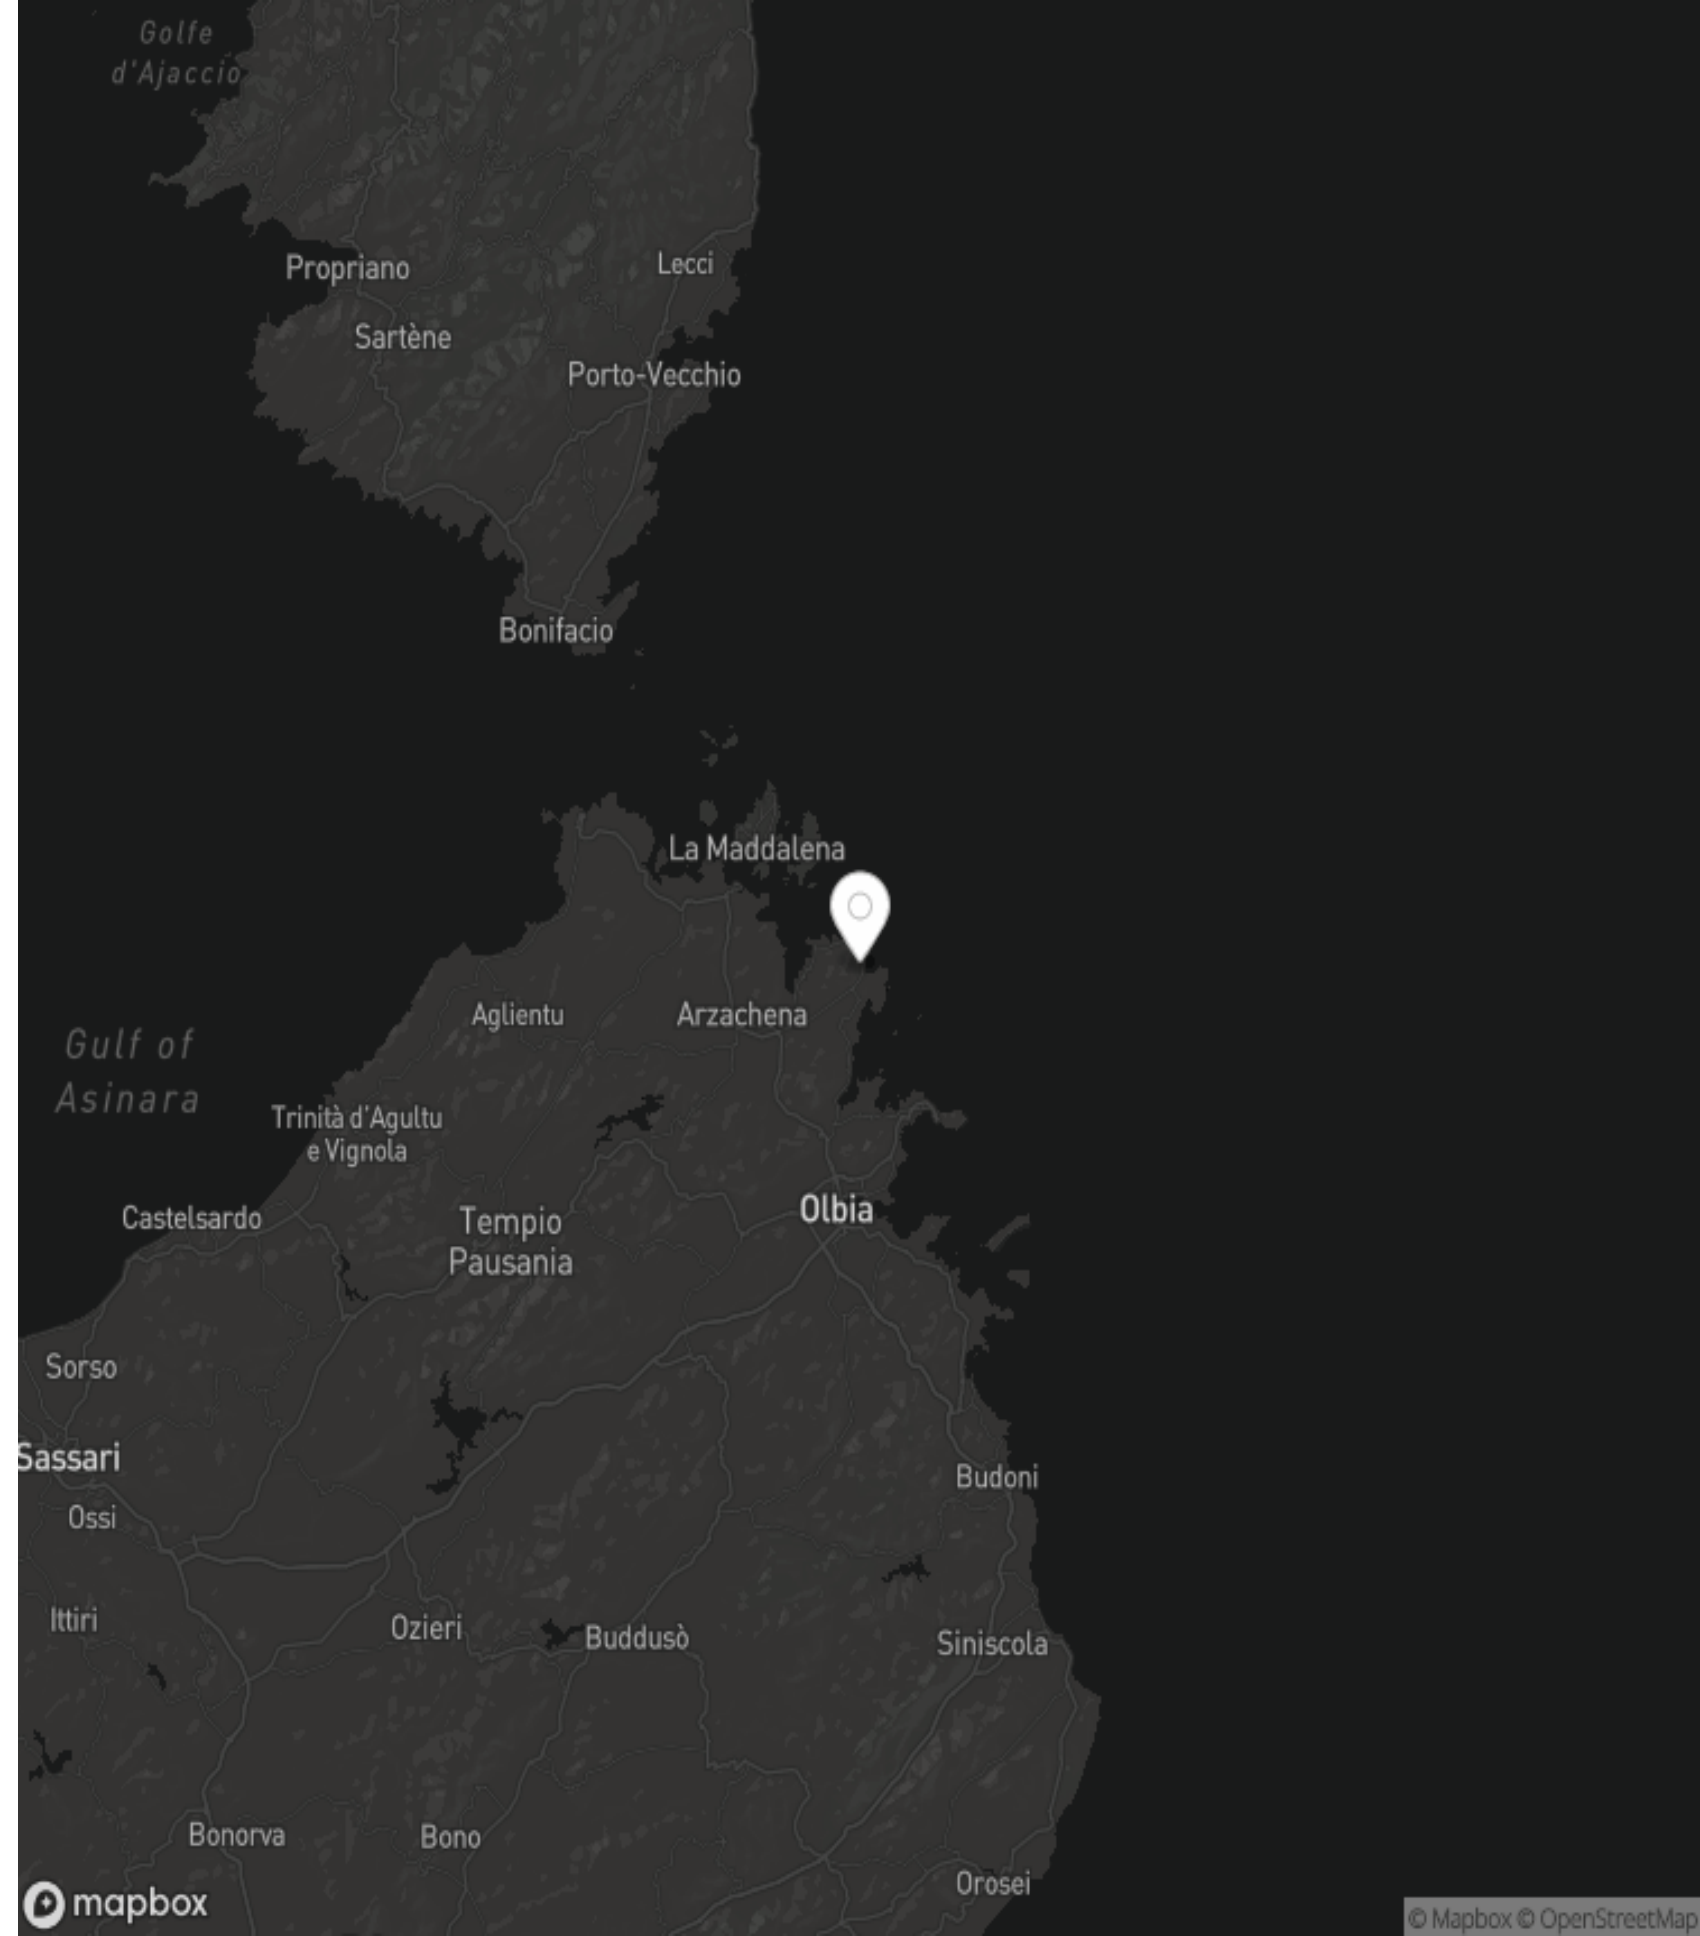 Golfe
d'Ajaccio
Propriano
Lecci
Sartène
Porto-Vecchio
Bonifacio
La Maddalena
Aglientu
Arzachena
Gulf of
Asinara
Trinità d'Agultu
e Vignola
Castelsardo
Tempio
Pausania
Olbia
Sorso
Sassari
Budoni
Ossi
Ittiri
Ozieri
Buddusò
Siniscola
Bonorva
Bono
Orosei
mapbox
© Mapbox © OpenStreetMap